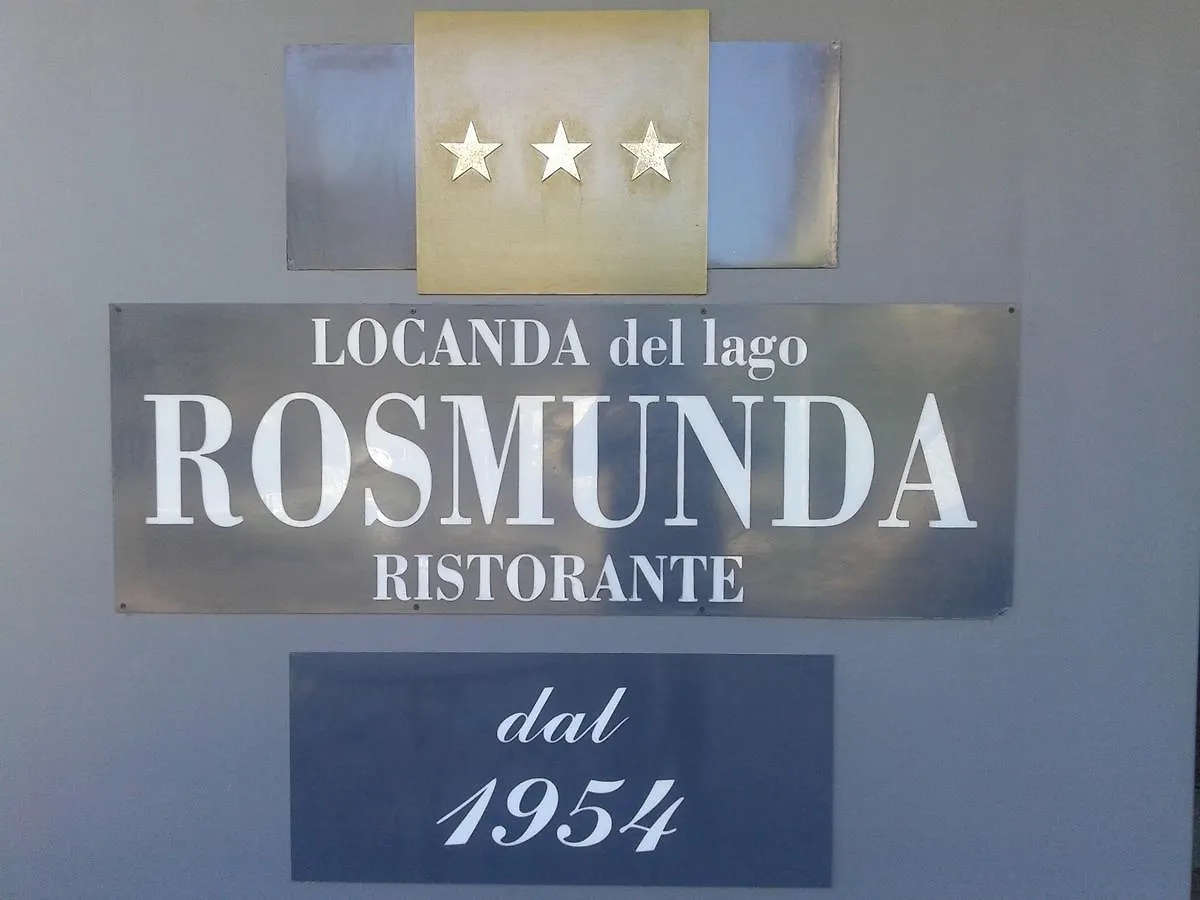 LOCANDA del lago
ROSMUNDA
RISTORANTE
dal
1954